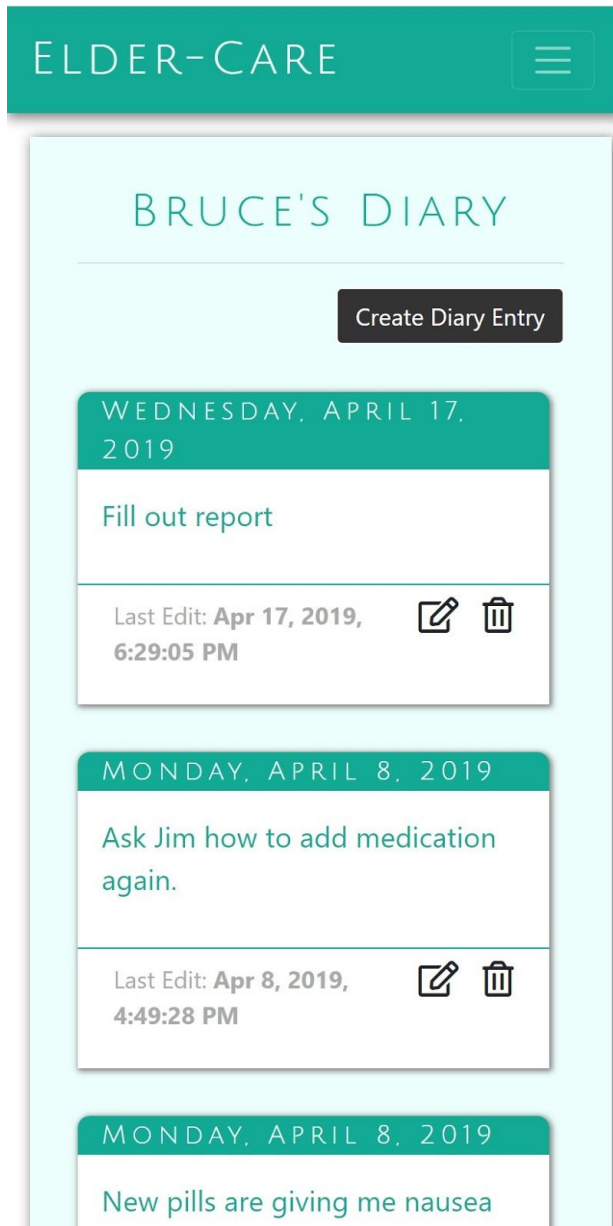 Elder-Care
Bruce's Diary
Create Diary Entry
Wednesday, April 17,
2019
Fill out report
Last Edit: Apr 17, 2019,
6:29:05 PM
Monday, April 8, 2019
Ask Jim how to add medication
again.
Last Edit: Apr 8, 2019,
4:49:28 PM
Monday, April 8, 2019
New pills are giving me nausea